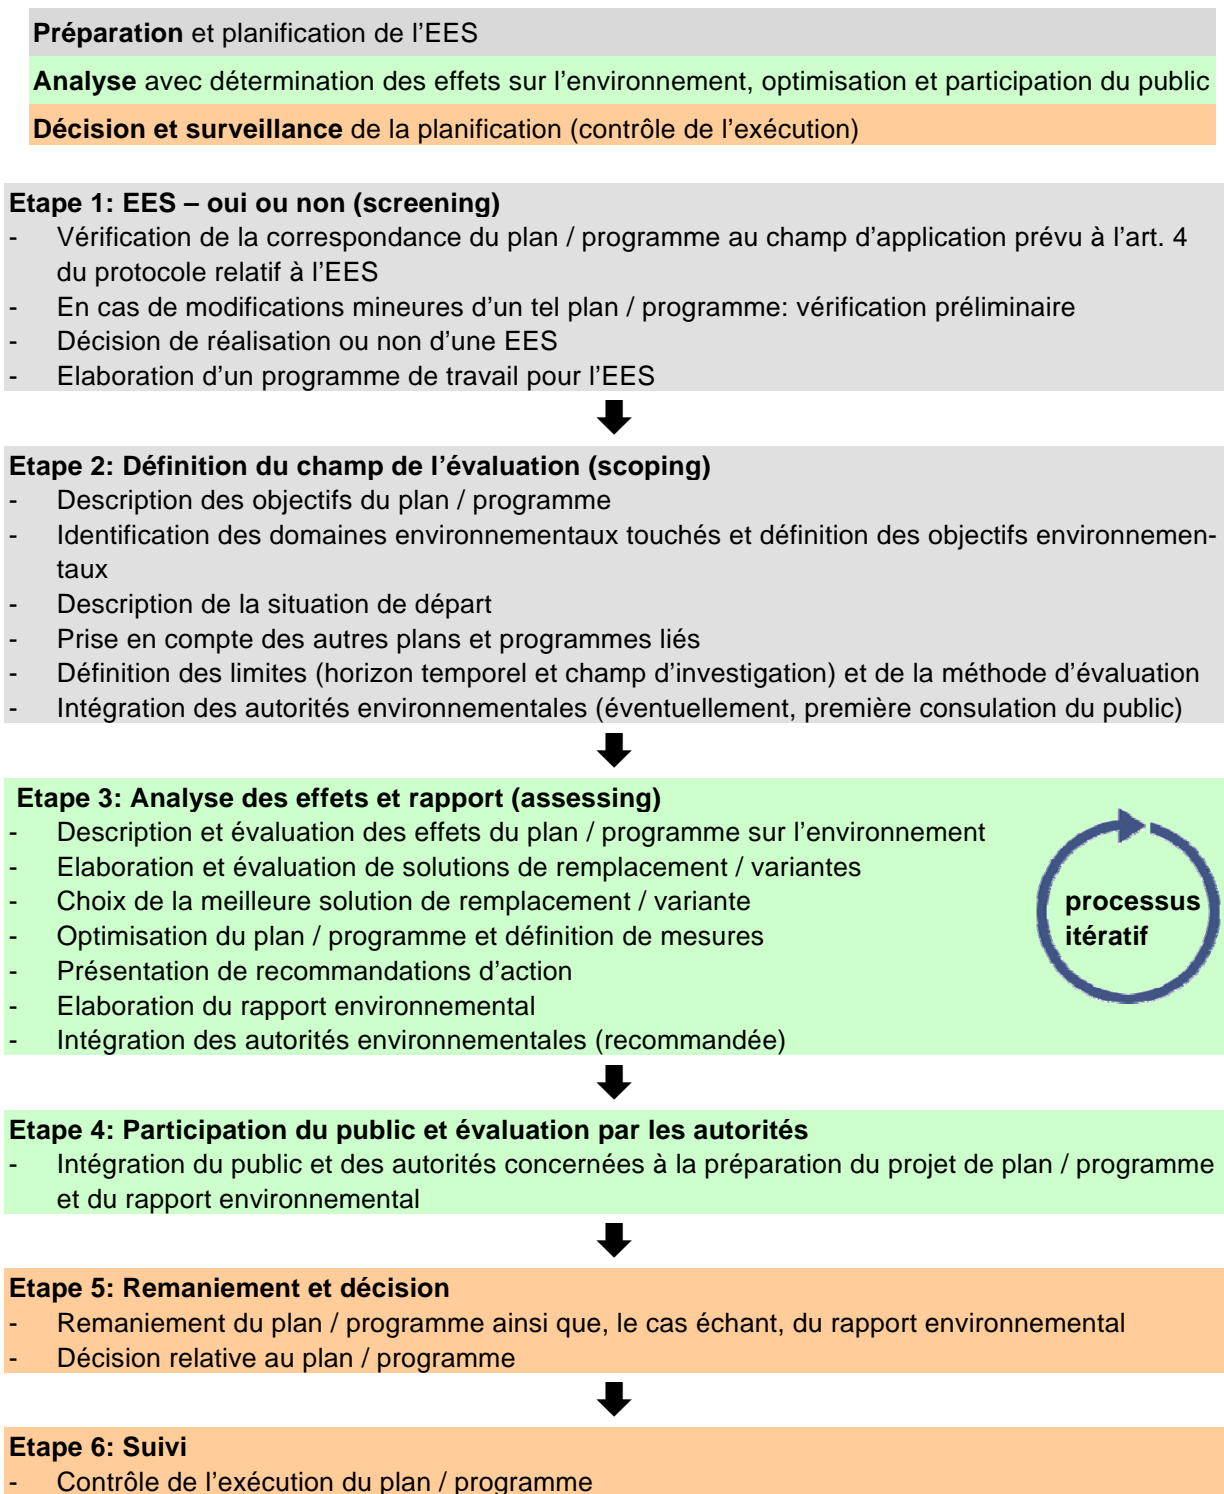 Préparation et planification de l’EES
Analyse avec détermination des effets sur l’environnement, optimisation et participation du public
Décision et surveillance de la planification (contrôle de l’exécution)
Etape 1: EES – oui ou non (screening)
- Vérification de la correspondance du plan / programme au champ d’application prévu à l’art. 4
du protocole relatif à l’EES
- En cas de modifications mineures d’un tel plan / programme: vérification préliminaire
- Décision de réalisation ou non d’une EES
- Elaboration d’un programme de travail pour l’EES
Etape 2: Définition du champ de l’évaluation (scoping)
- Description des objectifs du plan / programme
- Identification des domaines environnementaux touchés et définition des objectifs environnemen-
taux
- Description de la situation de départ
- Prise en compte des autres plans et programmes liés
- Définition des limites (horizon temporel et champ d’investigation) et de la méthode d’évaluation
- Intégration des autorités environnementales (éventuellement, première consulation du public)
Etape 3: Analyse des effets et rapport (assessing)
- Description et évaluation des effets du plan / programme sur l’environnement
- Elaboration et évaluation de solutions de remplacement / variantes
- Choix de la meilleure solution de remplacement / variante
- Optimisation du plan / programme et définition de mesures
- Présentation de recommandations d’action
- Elaboration du rapport environnemental
- Intégration des autorités environnementales (recommandée)
processus
itératif
Etape 4: Participation du public et évaluation par les autorités
- Intégration du public et des autorités concernées à la préparation du projet de plan / programme
et du rapport environnemental
Etape 5: Remaniement et décision
- Remaniement du plan / programme ainsi que, le cas échant, du rapport environnemental
- Décision relative au plan / programme
Etape 6: Suivi
- Contrôle de l’exécution du plan / programme